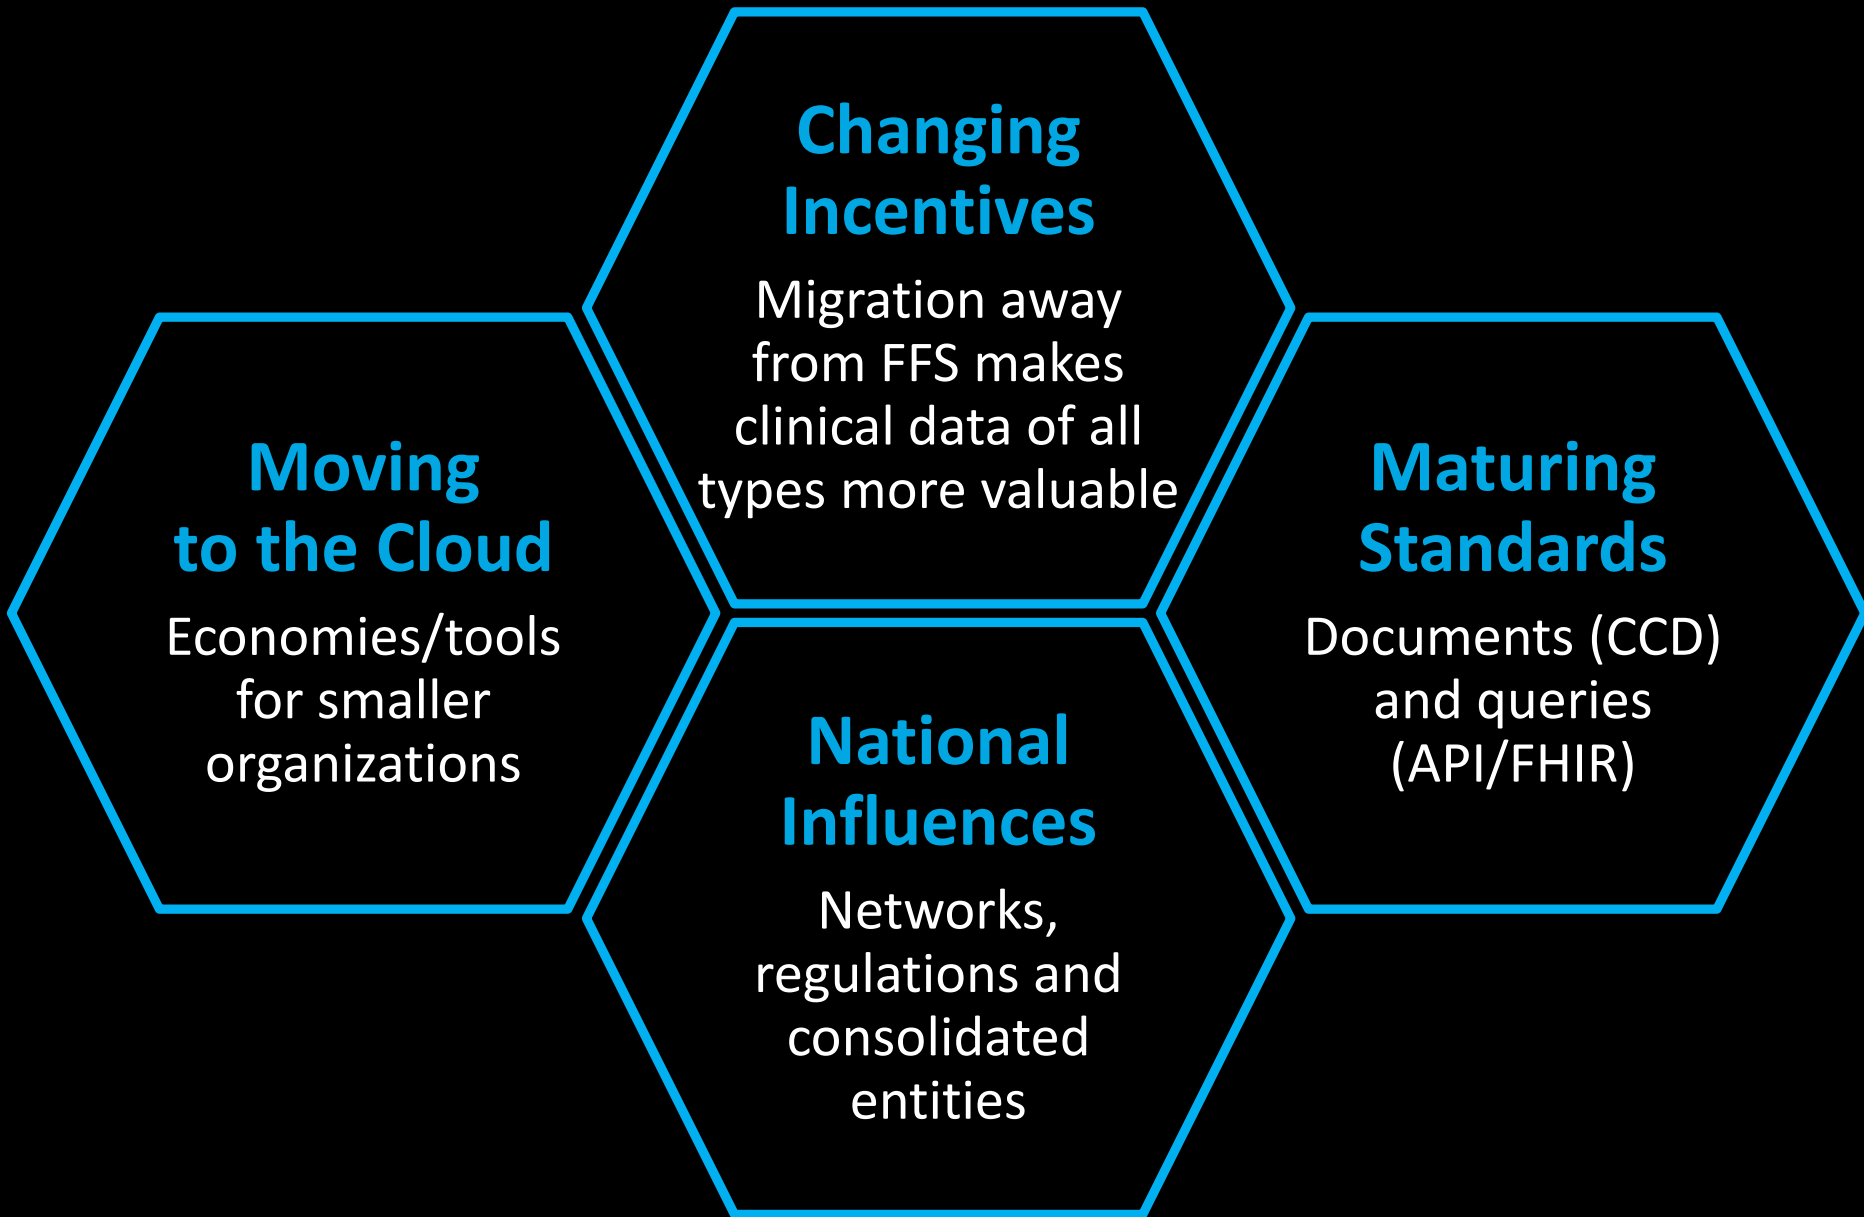 Changing
Incentives
Migration away
from FFS makes
clinical data of all
types more valuable
Moving
to the Cloud
Economies/tools
for smaller
organizations
Maturing
Standards
Documents (CCD)
and queries
(API/FHIR)
National
Influences
Networks,
regulations and
consolidated
entities